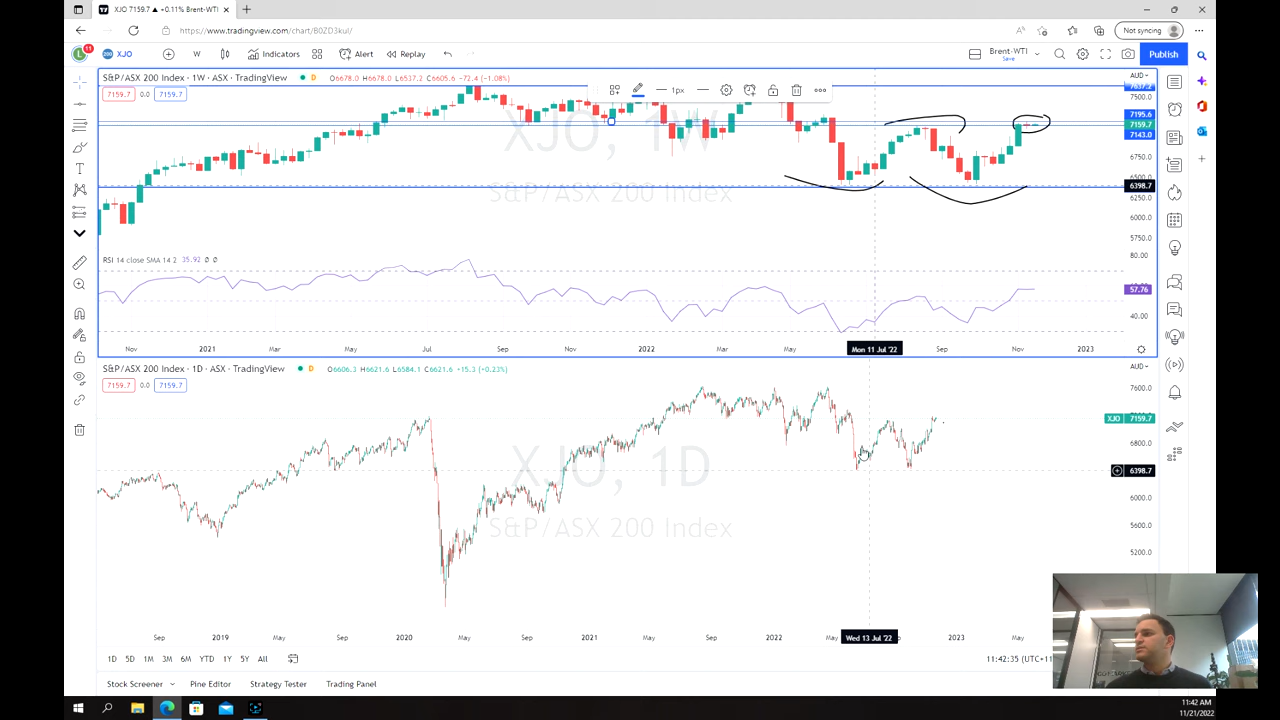 XJO 7159.7 ▲ +0.11% Brent-WTI
https://www.tradingview.com/chart/B0ZD3kul/
Not syncing
11
XJO
W
Indicators
Alert
Replay
Brent-WTI
Save
Publish
S&P/ASX 200 Index · 1W · ASX · TradingView
D
O6678.0 H6678.0 L6537.2 C6605.6 −72.4 (−1.08%)
AUD
7159.7
0.0
7159.7
1px
7637.2
7500.0
7195.6
7159.7
7143.0
6750.0
6500.0
6398.7
6250.0
6000.0
5750.0
XJO, 1W
S&P/ASX 200 Index
RSI 14 close SMA 14 2 35.92 ∅ ∅
80.00
57.76
40.00
Nov
2021
Mar
May
Jul
Sep
Nov
2022
Mar
May
Mon 11 Jul '22
Sep
Nov
2023
S&P/ASX 200 Index · 1D · ASX · TradingView
D
O6606.3 H6621.6 L6584.1 C6621.6 +15.3 (+0.23%)
AUD
7159.7
0.0
7159.7
7600.0
XJO
7159.7
6800.0
6398.7
6000.0
5600.0
5200.0
XJO, 1D
S&P/ASX 200 Index
Sep
2019
May
Sep
2020
May
Sep
2021
May
Sep
2022
May
Wed 13 Jul '22
2023
May
1D
5D
1M
3M
6M
YTD
1Y
5Y
All
11:42:35 (UTC+11
Stock Screener
Pine Editor
Strategy Tester
Trading Panel
11:42 AM
11/21/2022